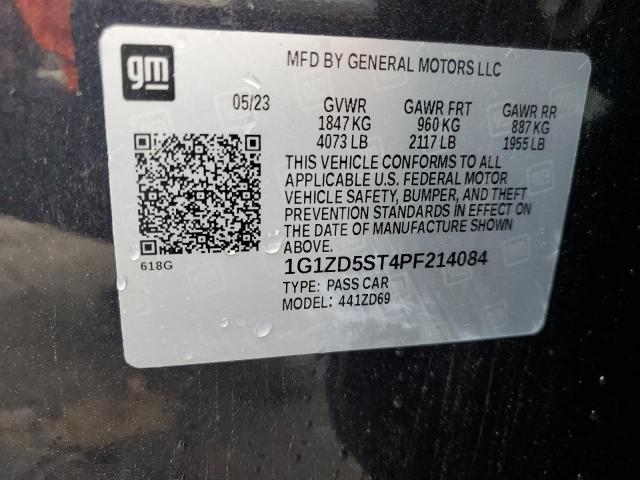 gm
MFD BY GENERAL MOTORS LLC
05/23 GVWR GAWR FRT GAWR RR
1847 KG 960 KG 887 KG
4073 LB 2117 LB 1955 LB
THIS VEHICLE CONFORMS TO ALL
APPLICABLE U.S. FEDERAL MOTOR
VEHICLE SAFETY, BUMPER, AND THEFT
PREVENTION STANDARDS IN EFFECT ON
THE DATE OF MANUFACTURE SHOWN
ABOVE.
618G
1G1ZD5ST4PF214084
TYPE: PASS CAR
MODEL: 441ZD69